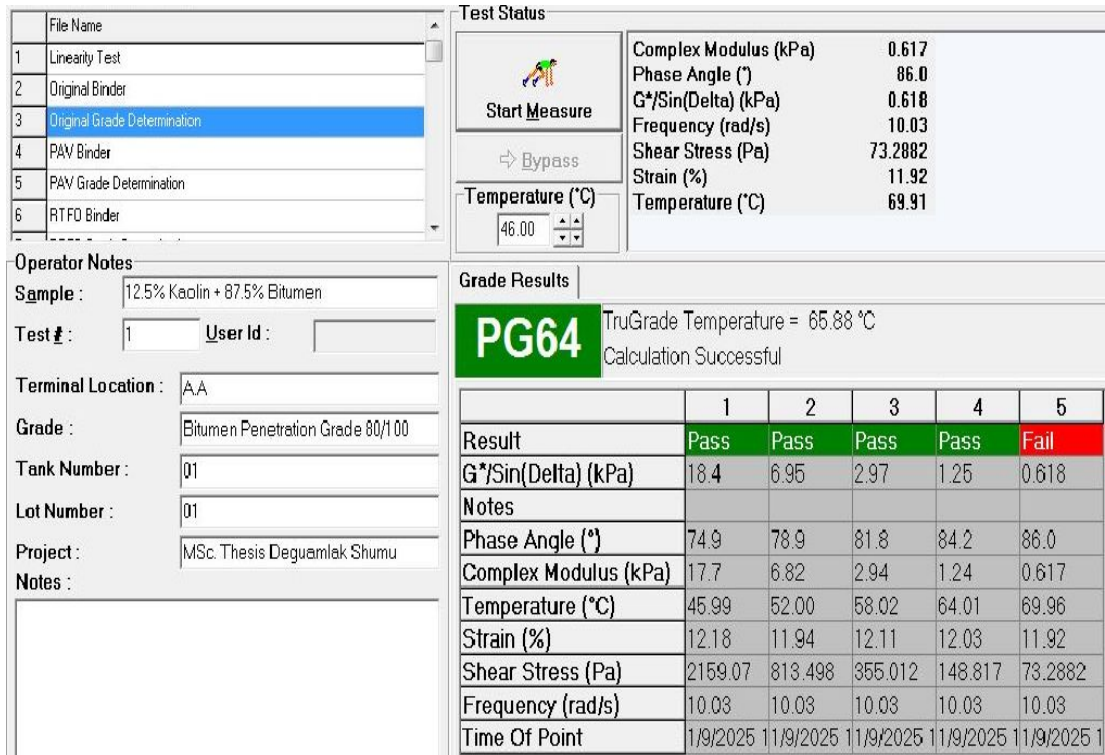 File Name
1 Linearity Test
2 Original Binder
3 Original Grade Determination
4 PAV Binder
5 PAV Grade Determination
6 RTFO Binder
Test Status
Start Measure
Bypass
Temperature (°C)
46.00
Complex Modulus (kPa) 0.617
Phase Angle (°) 86.0
G*/Sin(Delta) (kPa) 0.618
Frequency (rad/s) 10.03
Shear Stress (Pa) 73.2882
Strain (%) 11.92
Temperature (°C) 69.91
Operator Notes
Sample : 12.5% Kaolin + 87.5% Bitumen
Test # : 1 User Id :
Terminal Location : A.A
Grade : Bitumen Penetration Grade 80/100
Tank Number : 01
Lot Number : 01
Project : MSc. Thesis Deguamlak Shumu
Notes :
Grade Results
PG64
TruGrade Temperature = 65.88 °C
Calculation Successful
1 2 3 4 5
Result Pass Pass Pass Pass Fail
G*/Sin(Delta) (kPa) 18.4 6.95 2.97 1.25 0.618
Notes
Phase Angle (°) 74.9 78.9 81.8 84.2 86.0
Complex Modulus (kPa) 17.7 6.82 2.94 1.24 0.617
Temperature (°C) 45.99 52.00 58.02 64.01 69.96
Strain (%) 12.18 11.94 12.11 12.03 11.92
Shear Stress (Pa) 2159.07 813.498 355.012 148.817 73.2882
Frequency (rad/s) 10.03 10.03 10.03 10.03 10.03
Time Of Point 1/9/2025 1 1/9/2025 1 1/9/2025 1 1/9/2025 1 1/9/2025 1